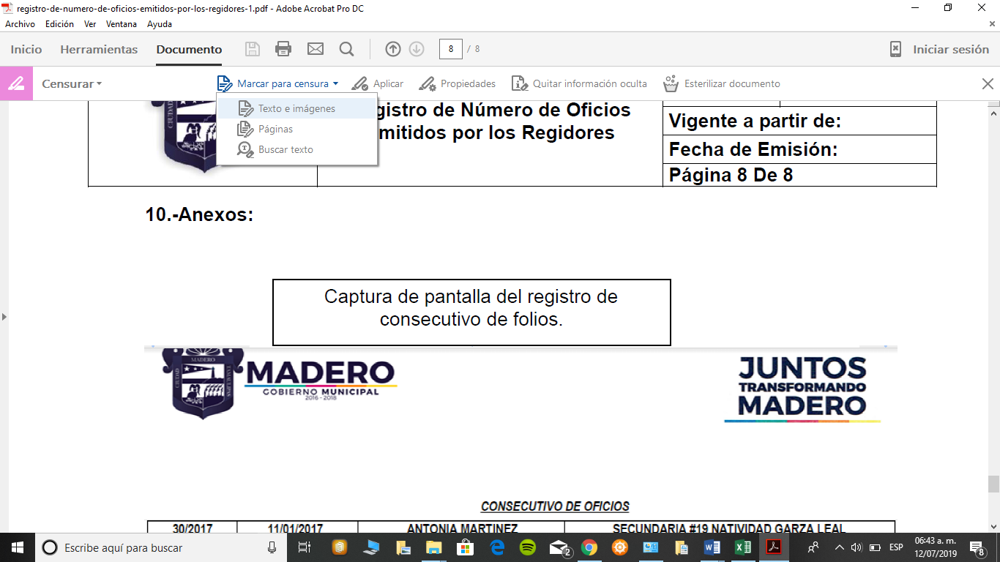 registro-de-numero-de-oficios-emitidos-por-los-regidores-1.pdf - Adobe Acrobat Pro DC
Archivo Edición Ver Ventana Ayuda
Inicio Herramientas Documento 8 / 8 Iniciar sesión
Censurar Marcar para censura Aplicar Propiedades Quitar información oculta Esterilizar documento
Texto e imágenes
Páginas
Buscar texto
gistro de Número de Oficios
mitidos por los Regidores
Vigente a partir de:
Fecha de Emisión:
Página 8 De 8
CIUDAD
10.-Anexos:
Captura de pantalla del registro de
consecutivo de folios.
MADERO
CIUDAD
TAMAULIPAS
MADERO
GOBIERNO MUNICIPAL
2016 - 2018
JUNTOS
TRANSFORMANDO
MADERO
CONSECUTIVO DE OFICIOS
30/2017 11/01/2017 ANTONIA MARTINEZ SECUNDARIA #19 NATIVIDAD GARZA LEAL
Escribe aquí para buscar
2
ESP
06:43 a. m.
12/07/2019
8